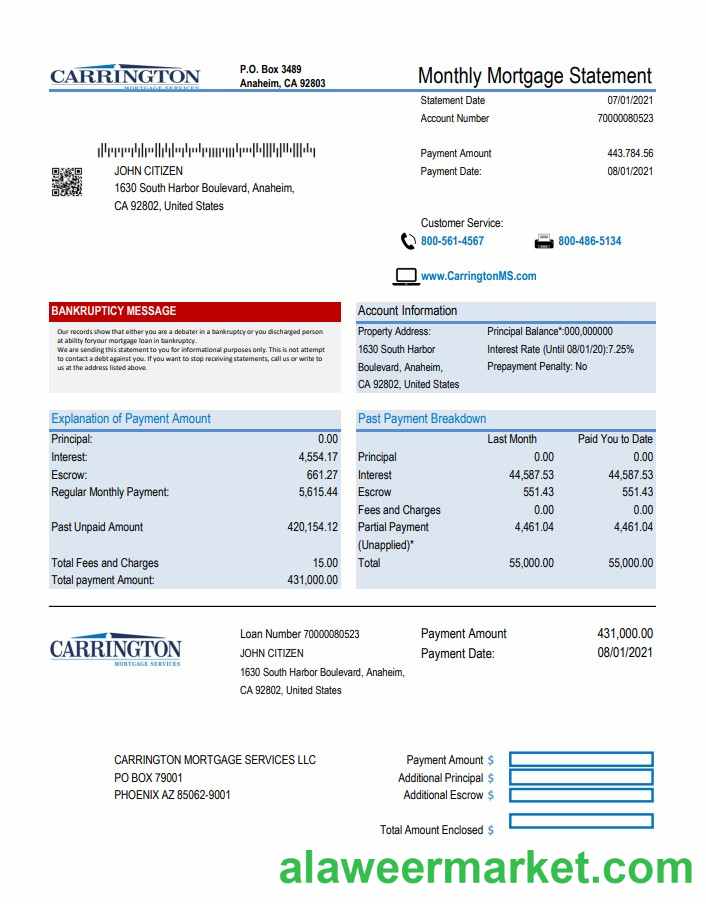 CARRINGTON
MORTGAGE SERVICES
P.O. Box 3489
Anaheim, CA 92803
Monthly Mortgage Statement
Statement Date 07/01/2021
Account Number 70000080523
Payment Amount 443.784.56
Payment Date: 08/01/2021
JOHN CITIZEN
1630 South Harbor Boulevard, Anaheim,
CA 92802, United States
Customer Service:
800-561-4567 800-486-5134
www.CarringtonMS.com
BANKRUPTICY MESSAGE
Our records show that either you are a debater in a bankruptcy or you discharged person
at ability foryour mortgage loan in bankruptcy.
We are sending this statement to you for informational purposes only. This is not attempt
to contact a debt against you. If you want to stop receiving statements, call us or write to
us at the address listed above.
Account Information
Property Address: Principal Balance*:000,000000
1630 South Harbor Interest Rate (Until 08/01/20):7.25%
Boulevard, Anaheim, Prepayment Penalty: No
CA 92802, United States
Explanation of Payment Amount
Principal: 0.00
Interest: 4,554.17
Escrow: 661.27
Regular Monthly Payment: 5,615.44
Past Unpaid Amount 420,154.12
Total Fees and Charges 15.00
Total payment Amount: 431,000.00
Past Payment Breakdown
Last Month Paid You to Date
Principal 0.00 0.00
Interest 44,587.53 44,587.53
Escrow 551.43 551.43
Fees and Charges 0.00 0.00
Partial Payment 4,461.04 4,461.04
(Unapplied)*
Total 55,000.00 55,000.00
CARRINGTON
MORTGAGE SERVICES
Loan Number 70000080523
JOHN CITIZEN
1630 South Harbor Boulevard, Anaheim,
CA 92802, United States
Payment Amount 431,000.00
Payment Date: 08/01/2021
CARRINGTON MORTGAGE SERVICES LLC
PO BOX 79001
PHOENIX AZ 85062-9001
Payment Amount $
Additional Principal $
Additional Escrow $
Total Amount Enclosed $
alaweermarket.com